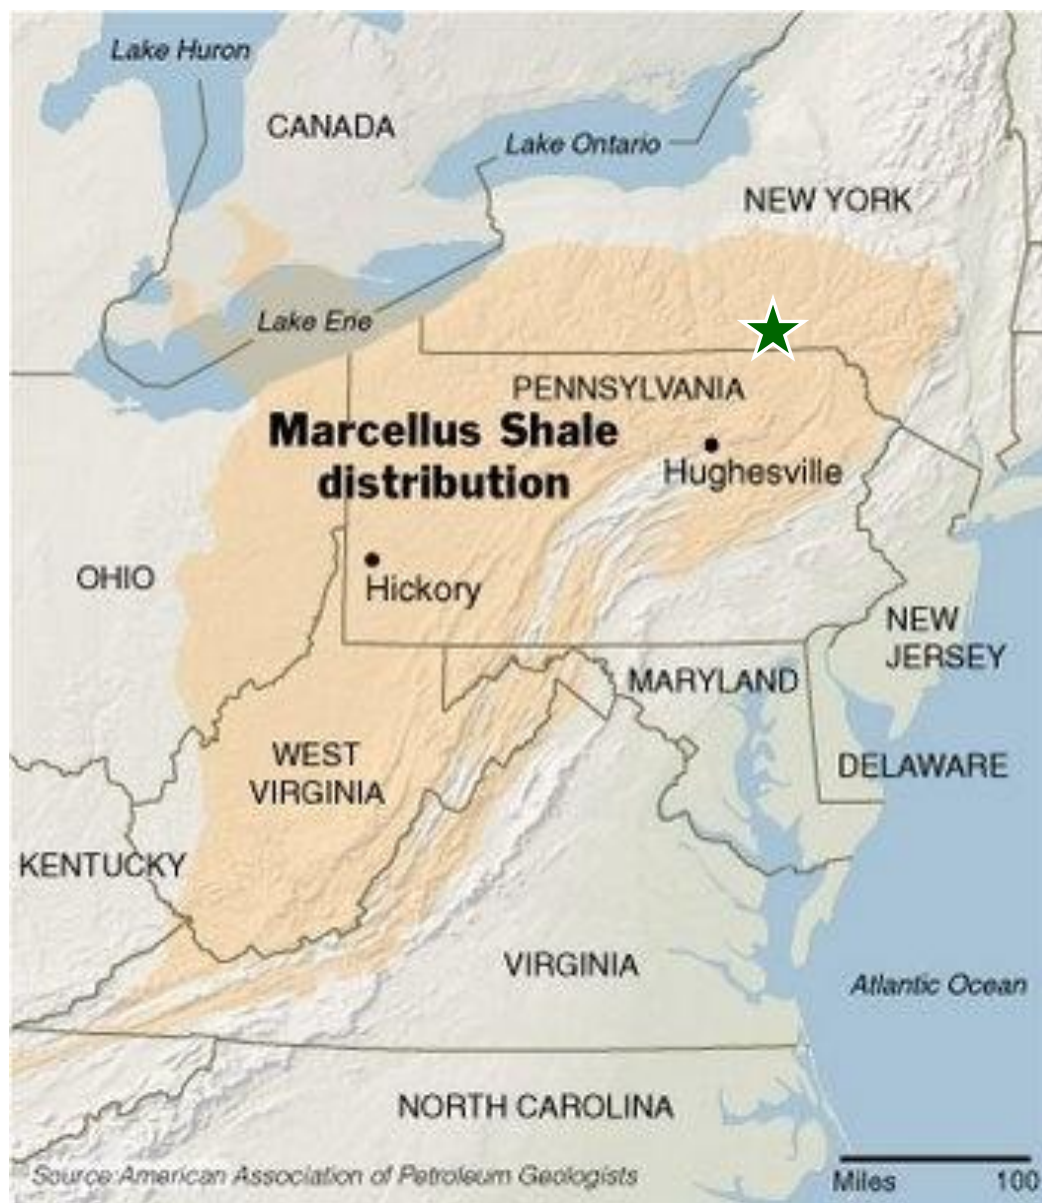 Lake Huron
CANADA
Lake Ontario
NEW YORK
Lake Erie
PENNSYLVANIA
Marcellus Shale
distribution
Hughesville
OHIO
Hickory
NEW
JERSEY
MARYLAND
WEST
VIRGINIA
DELAWARE
KENTUCKY
VIRGINIA
Atlantic Ocean
NORTH CAROLINA
Source:American Association of Petroleum Geologists
Miles 100